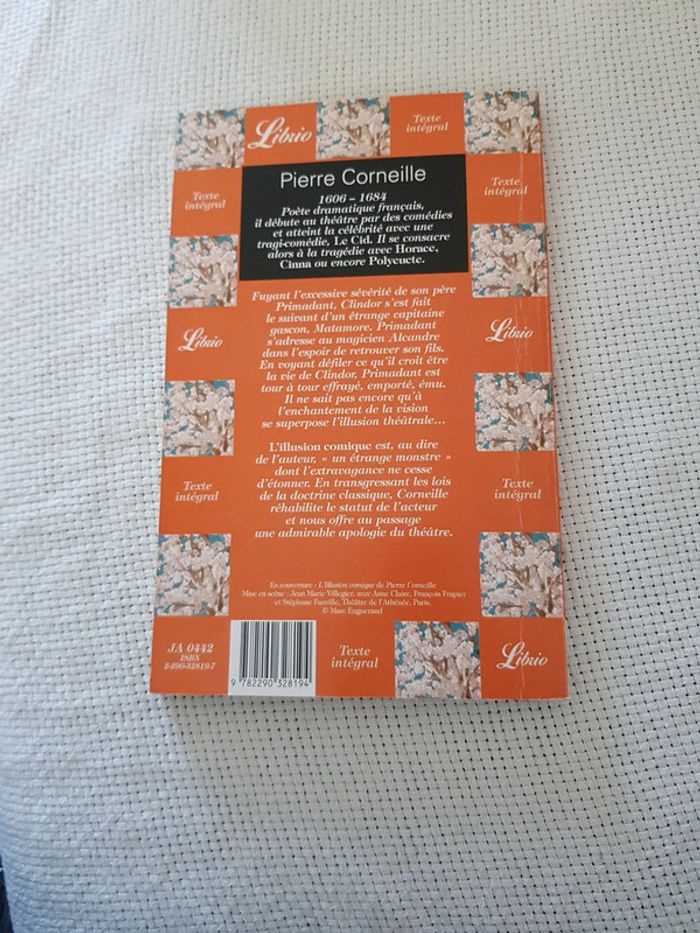 Librio
Texte
intégral
Texte
intégral
Pierre Corneille
Texte
intégral
1606 – 1684
Poète dramatique français,
il débute au théâtre par des comédies
et atteint la célébrité avec une
tragi-comédie, Le Cid. Il se consacre
alors à la tragédie avec Horace,
Cinna ou encore Polyeucte.
Fuyant l'excessive sévérité de son père
Primadant, Clindor s'est fait
le suivant d'un étrange capitaine
gascon, Matamore. Primadant
s'adresse au magicien Alcandre
dans l'espoir de retrouver son fils.
En voyant défiler ce qu'il croit être
la vie de Clindor, Primadant est
tour à tour effrayé, emporté, ému.
Il ne sait pas encore qu'à
l'enchantement de la vision
se superpose l'illusion théâtrale...
Librio
Librio
L'illusion comique est, au dire
de l'auteur, « un étrange monstre »
dont l'extravagance ne cesse
d'étonner. En transgressant les lois
de la doctrine classique, Corneille
réhabilite le statut de l'acteur
et nous offre au passage
une admirable apologie du théâtre.
Texte
intégral
Texte
intégral
En couverture : L'Illusion comique de Pierre Corneille
Mise en scène : Jean Marie Villegier, avec Anne Claire, François Frapier
et Stéphane Fauville, Théâtre de l'Athénée, Paris.
© Marc Enguerand
JA 0442
ISBN
2-290-32819-7
9 782290 328194
Texte
intégral
Librio